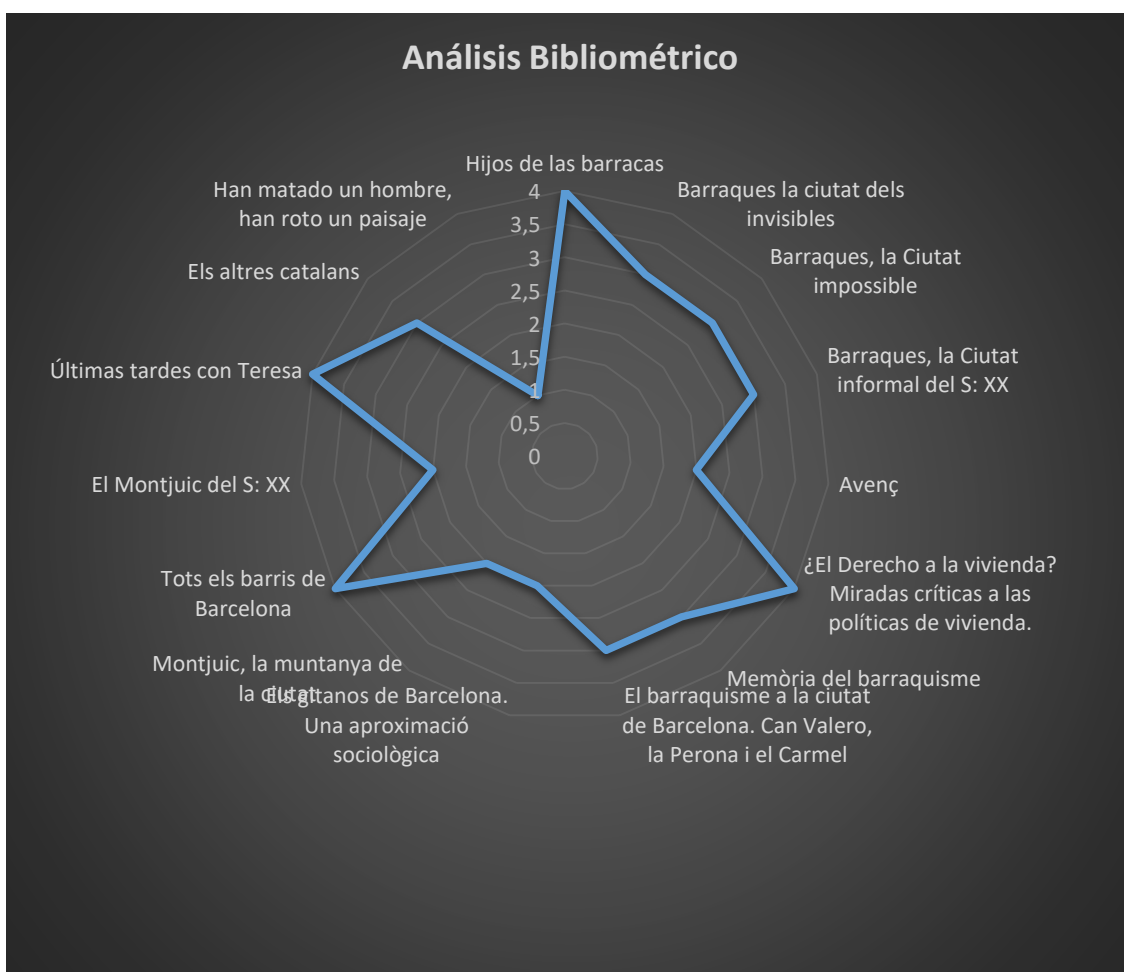 Análisis Bibliométrico
Hijos de las barracas
Barraques la ciutat dels
invisibles
Barraques, la Ciutat
impossible
Barraques, la Ciutat
informal del S: XX
Avenç
¿El Derecho a la vivienda?
Miradas críticas a las
políticas de vivienda.
Memòria del barraquisme
El barraquisme a la ciutat
de Barcelona. Can Valero,
la Perona i el Carmel
Els gitanos de Barcelona.
Una aproximació
sociològica
Montjuic, la muntanya de
la ciutat
Tots els barris de
Barcelona
El Montjuic del S: XX
Últimas tardes con Teresa
Els altres catalans
Han matado un hombre,
han roto un paisaje
4
3,5
3
2,5
2
1,5
1
0,5
0